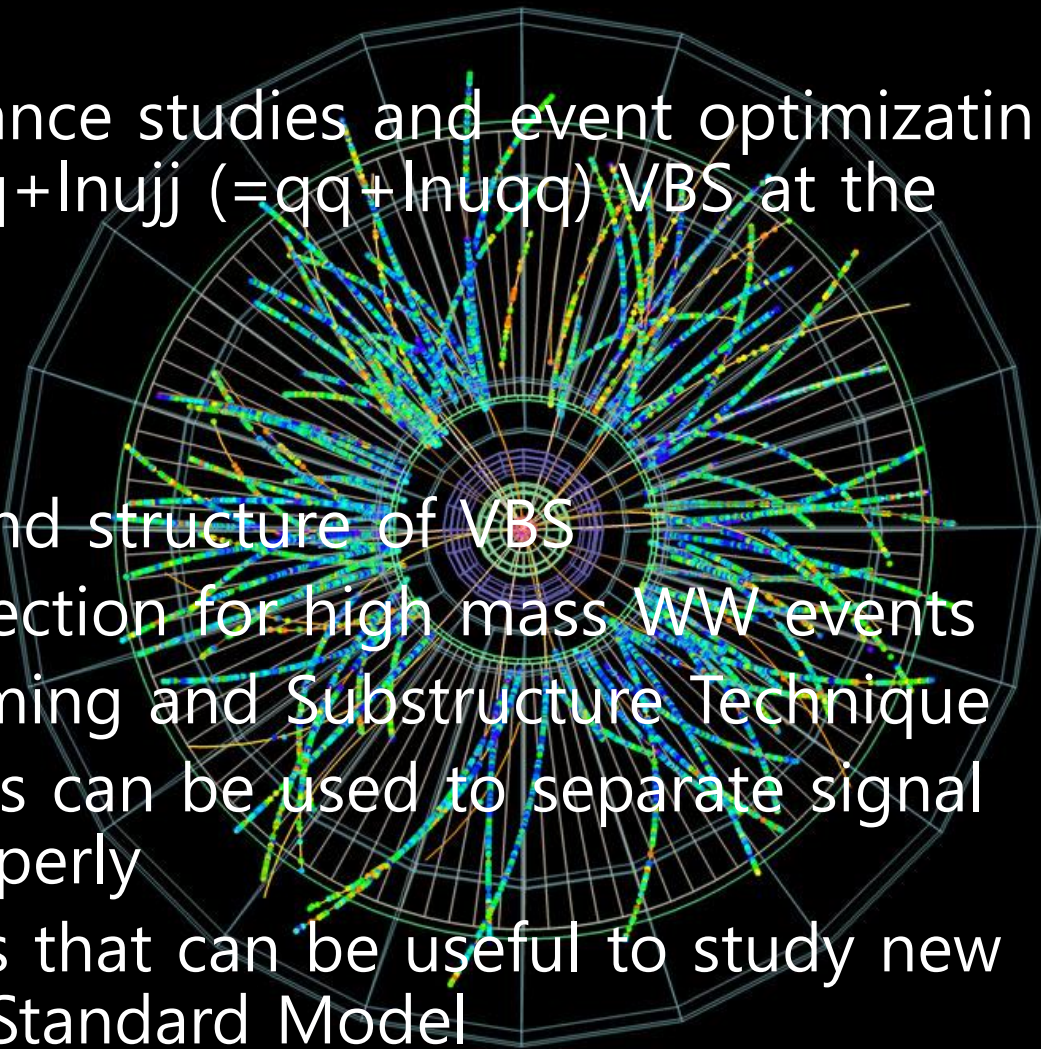 ance studies and event optimizatin
q+lnujj (=qq+lnuqq) VBS at the
nd structure of VBS
ection for high mass WW events
ming and Substructure Technique
s can be used to separate signal
perly
s that can be useful to study new
Standard Model